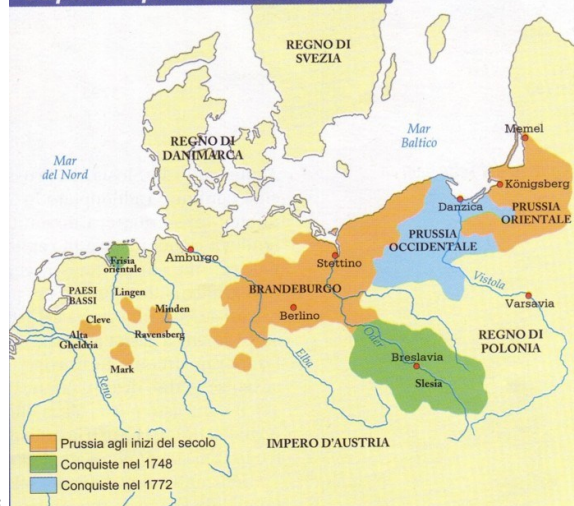 REGNO DI
SVEZIA
REGNO DI
DANIMARCA
Mar
del Nord
Mar
Baltico
Memel
Königsberg
Danzica
PRUSSIA
ORIENTALE
PRUSSIA
OCCIDENTALE
Amburgo
Stettino
Frisia
orientale
PAESI
BASSI
Lingen
BRANDEBURGO
Berlino
Vistola
Varsavia
Minden
Cleve
Alta
Gheldria
Ravensberg
Mark
Reno
Elba
Oder
REGNO DI
POLONIA
Breslavia
Slesia
IMPERO D'AUSTRIA
Prussia agli inizi del secolo
Conquiste nel 1748
Conquiste nel 1772